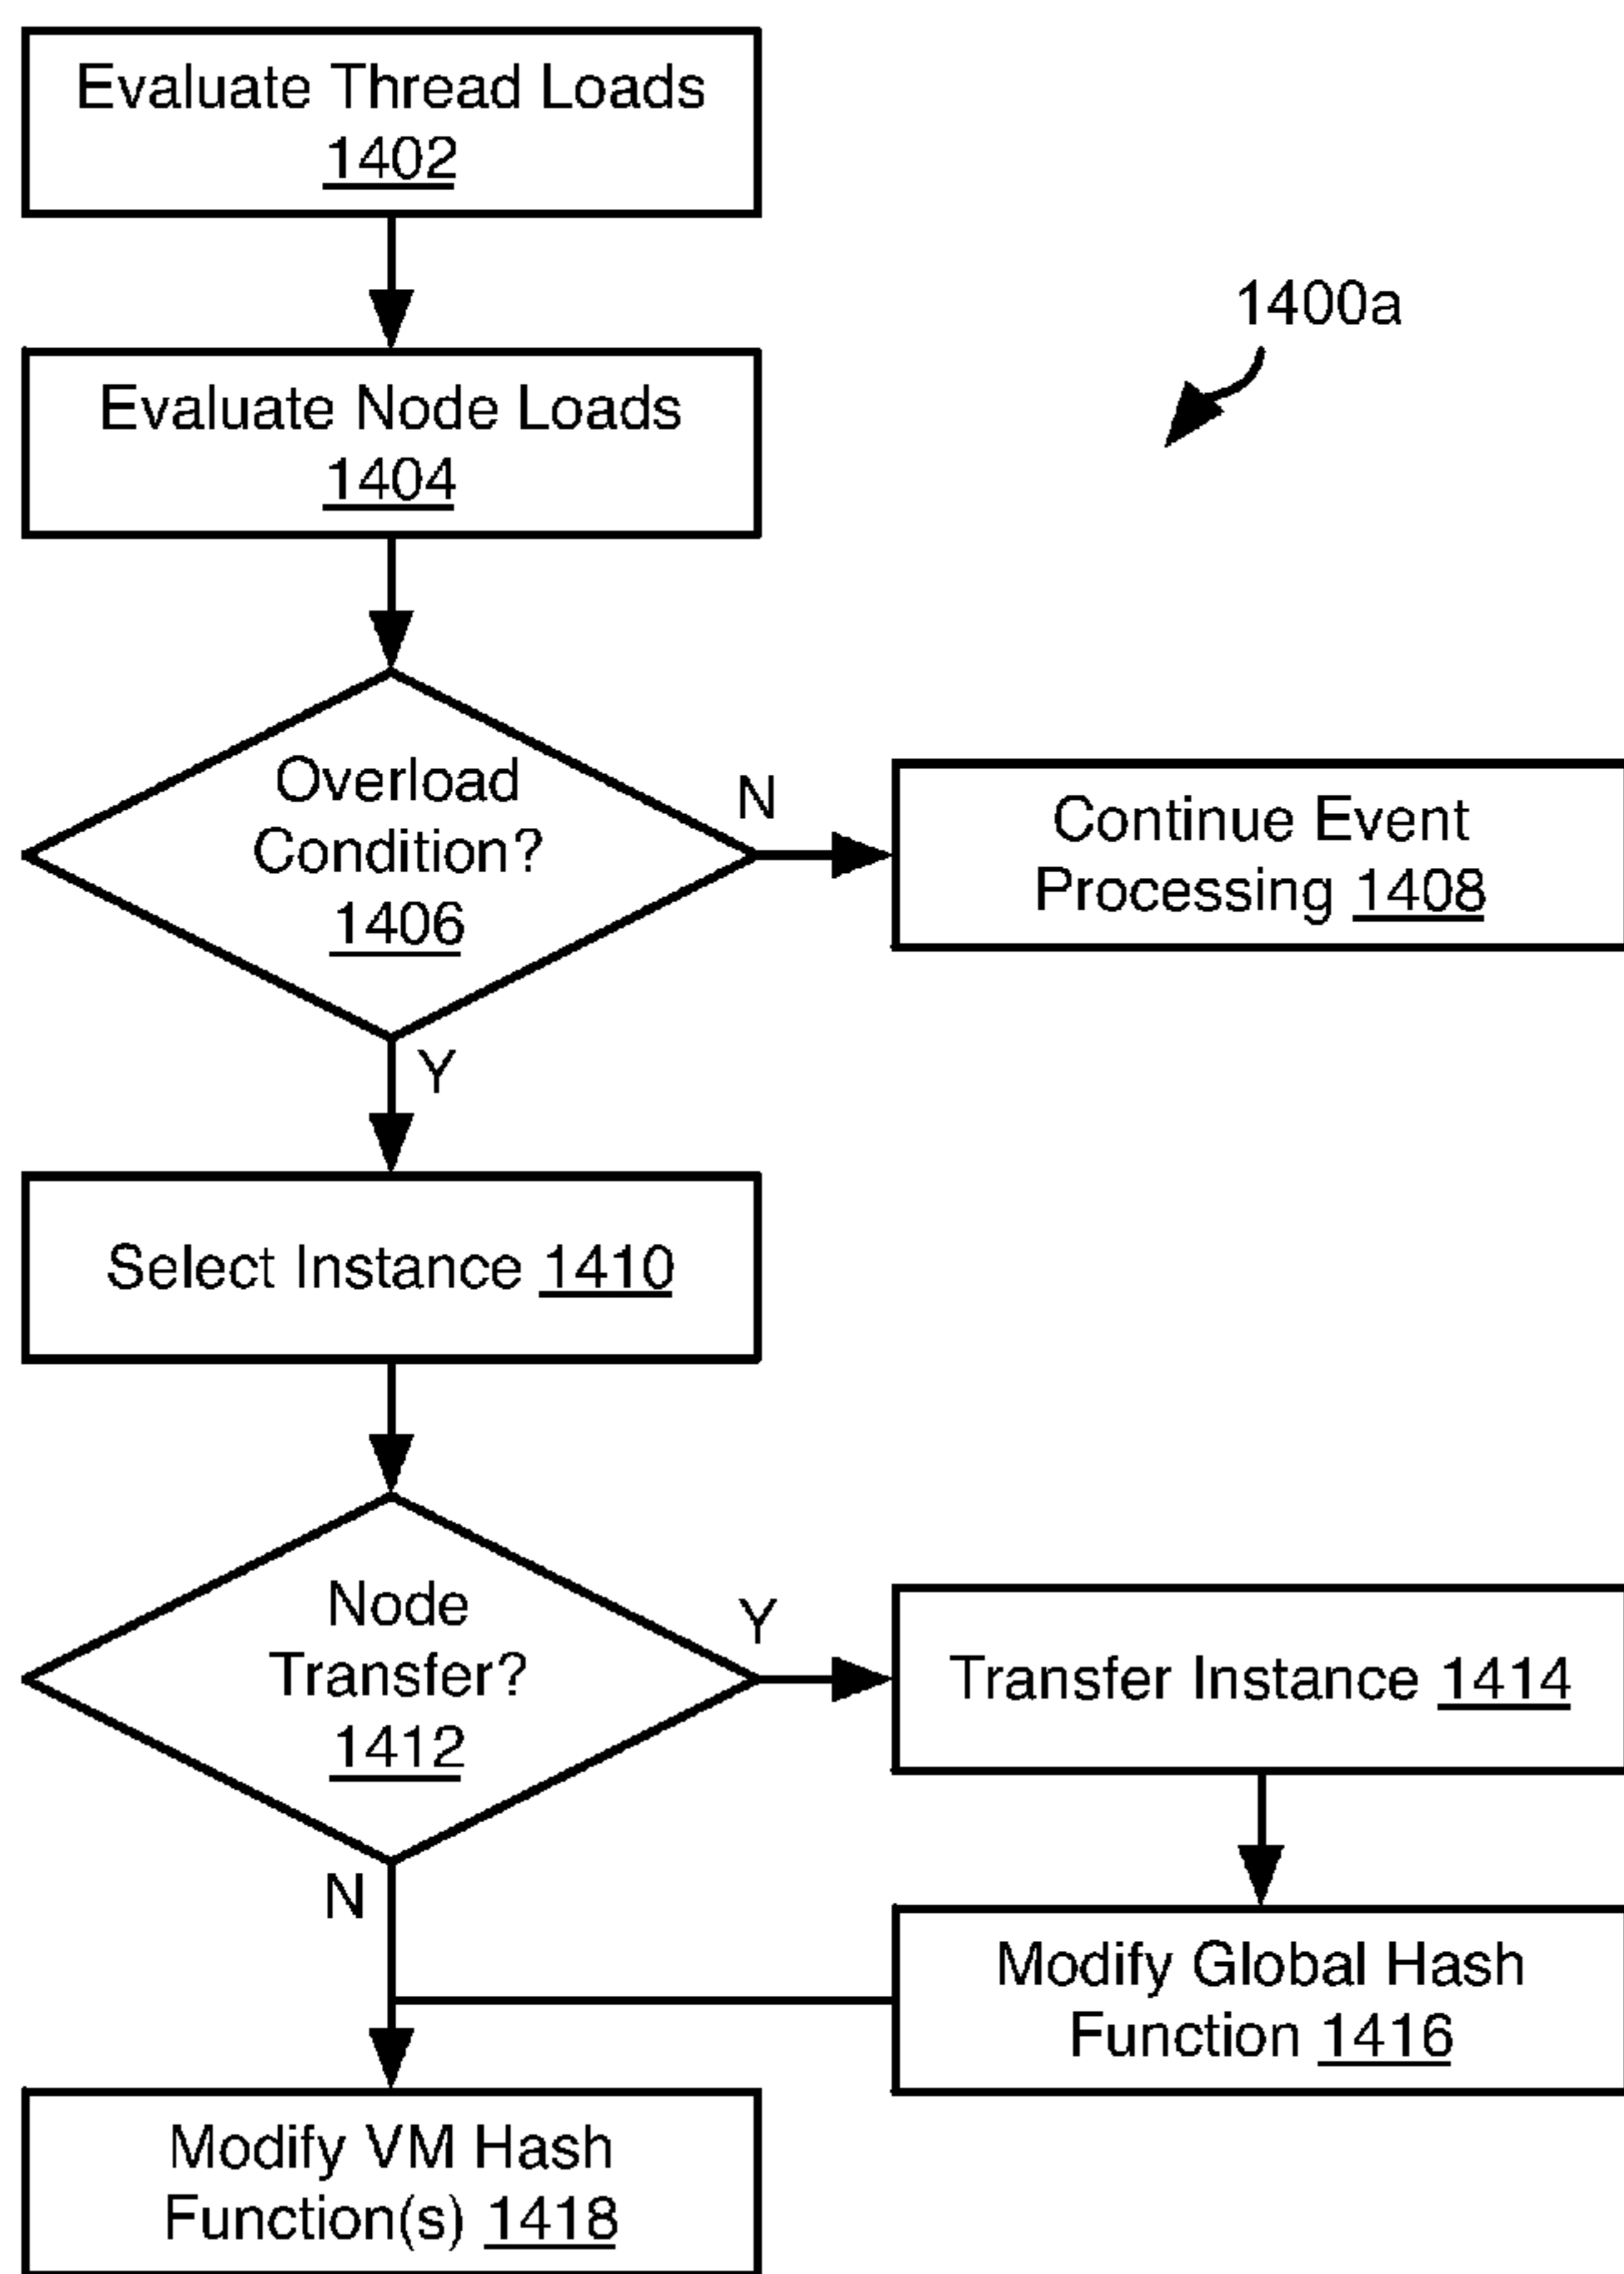 Evaluate Thread Loads
1402
1400a
Evaluate Node Loads
1404
Overload
Condition?
1406
N
Continue Event
Processing 1408
Y
Select Instance 1410
Node
Transfer?
1412
Y
Transfer Instance 1414
N
Modify Global Hash
Function 1416
Modify VM Hash
Function(s) 1418